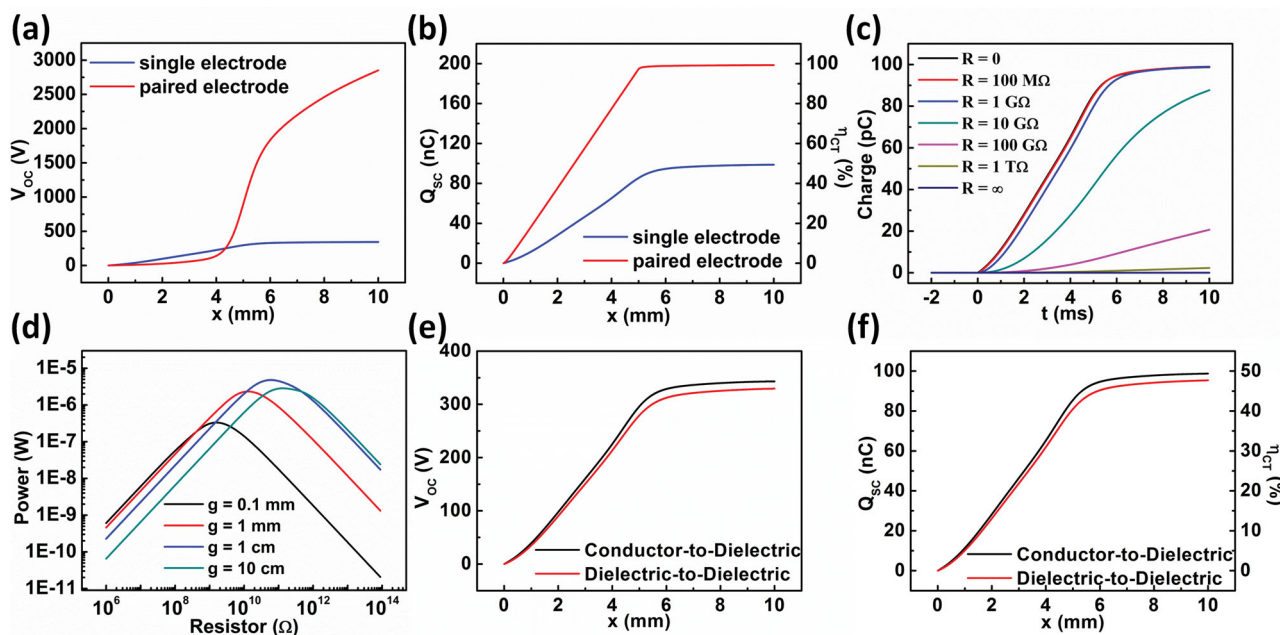 (a)
3000
2500
2000
1500
1000
500
0
V_OC (V)
single electrode
paired electrode
0 2 4 6 8 10
x (mm)
(b)
200
160
120
80
40
0
Q_SC (nC)
100
80
60
40
20
0
η_CT (%)
single electrode
paired electrode
0 2 4 6 8 10
x (mm)
(c)
100
80
60
40
20
0
Charge (pC)
R = 0
R = 100 MΩ
R = 1 GΩ
R = 10 GΩ
R = 100 GΩ
R = 1 TΩ
R = ∞
-2 0 2 4 6 8 10
t (ms)
(d)
1E-4
1E-5
1E-6
1E-7
1E-8
1E-9
1E-10
1E-11
Power (W)
g = 0.1 mm
g = 1 mm
g = 1 cm
g = 10 cm
10^6 10^8 10^10 10^12 10^14
Resistor (Ω)
(e)
400
300
200
100
0
V_OC (V)
Conductor-to-Dielectric
Dielectric-to-Dielectric
0 2 4 6 8 10
x (mm)
(f)
100
80
60
40
20
0
Q_SC (nC)
50
40
30
20
10
0
η_CT (%)
Conductor-to-Dielectric
Dielectric-to-Dielectric
0 2 4 6 8 10
x (mm)